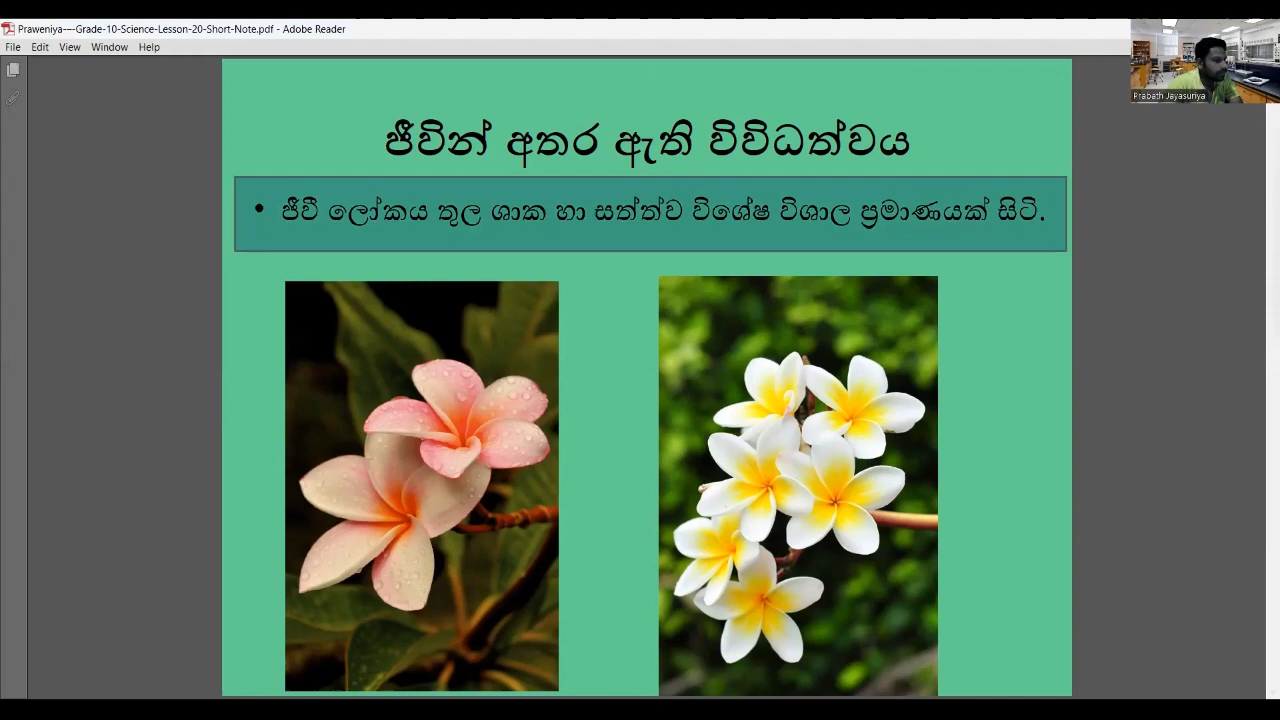 Praweniya----Grade-10-Science-Lesson-20-Short-Note.pdf - Adobe Reader
File Edit View Window Help
Prabath Jayasuriya
ජීවින් අතර ඇති විවිධත්වය
• ජීවී ලෝකය තුල ශාක හා සත්ත්ව විශේෂ විශාල ප්‍රමාණයක් සිටි.